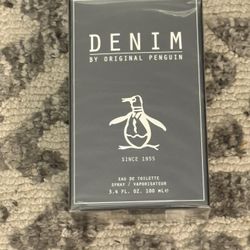 DENIM
BY ORIGINAL PENGUIN
SINCE 1955
EAU DE TOILETTE
SPRAY / VAPORISATEUR
3.4 FL. OZ. 100 ML ℮